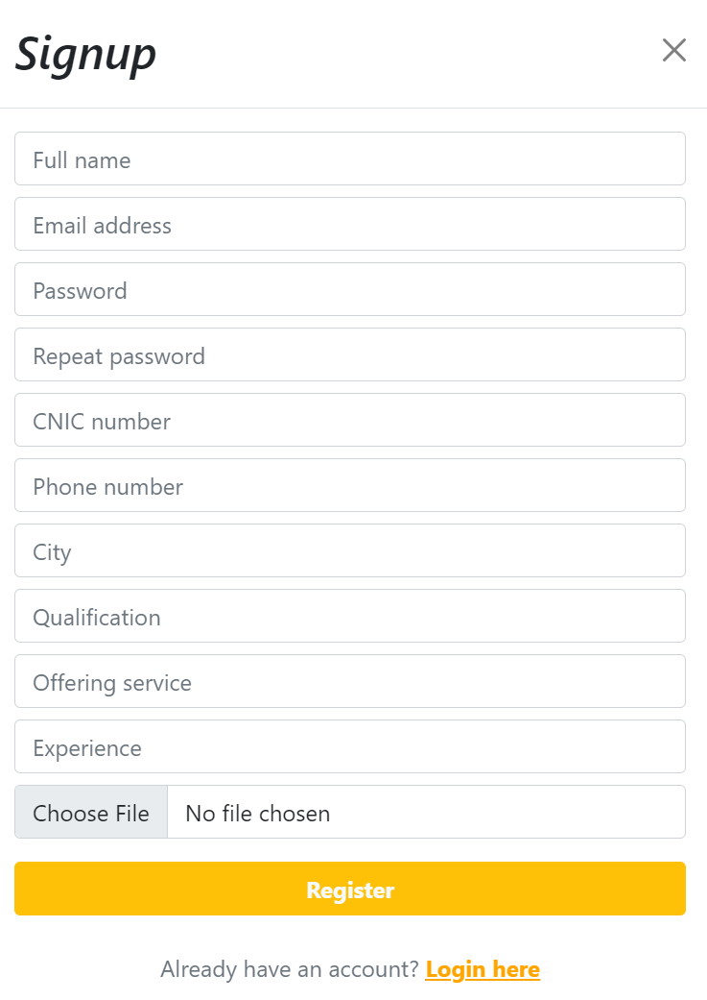 Signup
Full name
Email address
Password
Repeat password
CNIC number
Phone number
City
Qualification
Offering service
Experience
Choose File No file chosen
Register
Already have an account? Login here